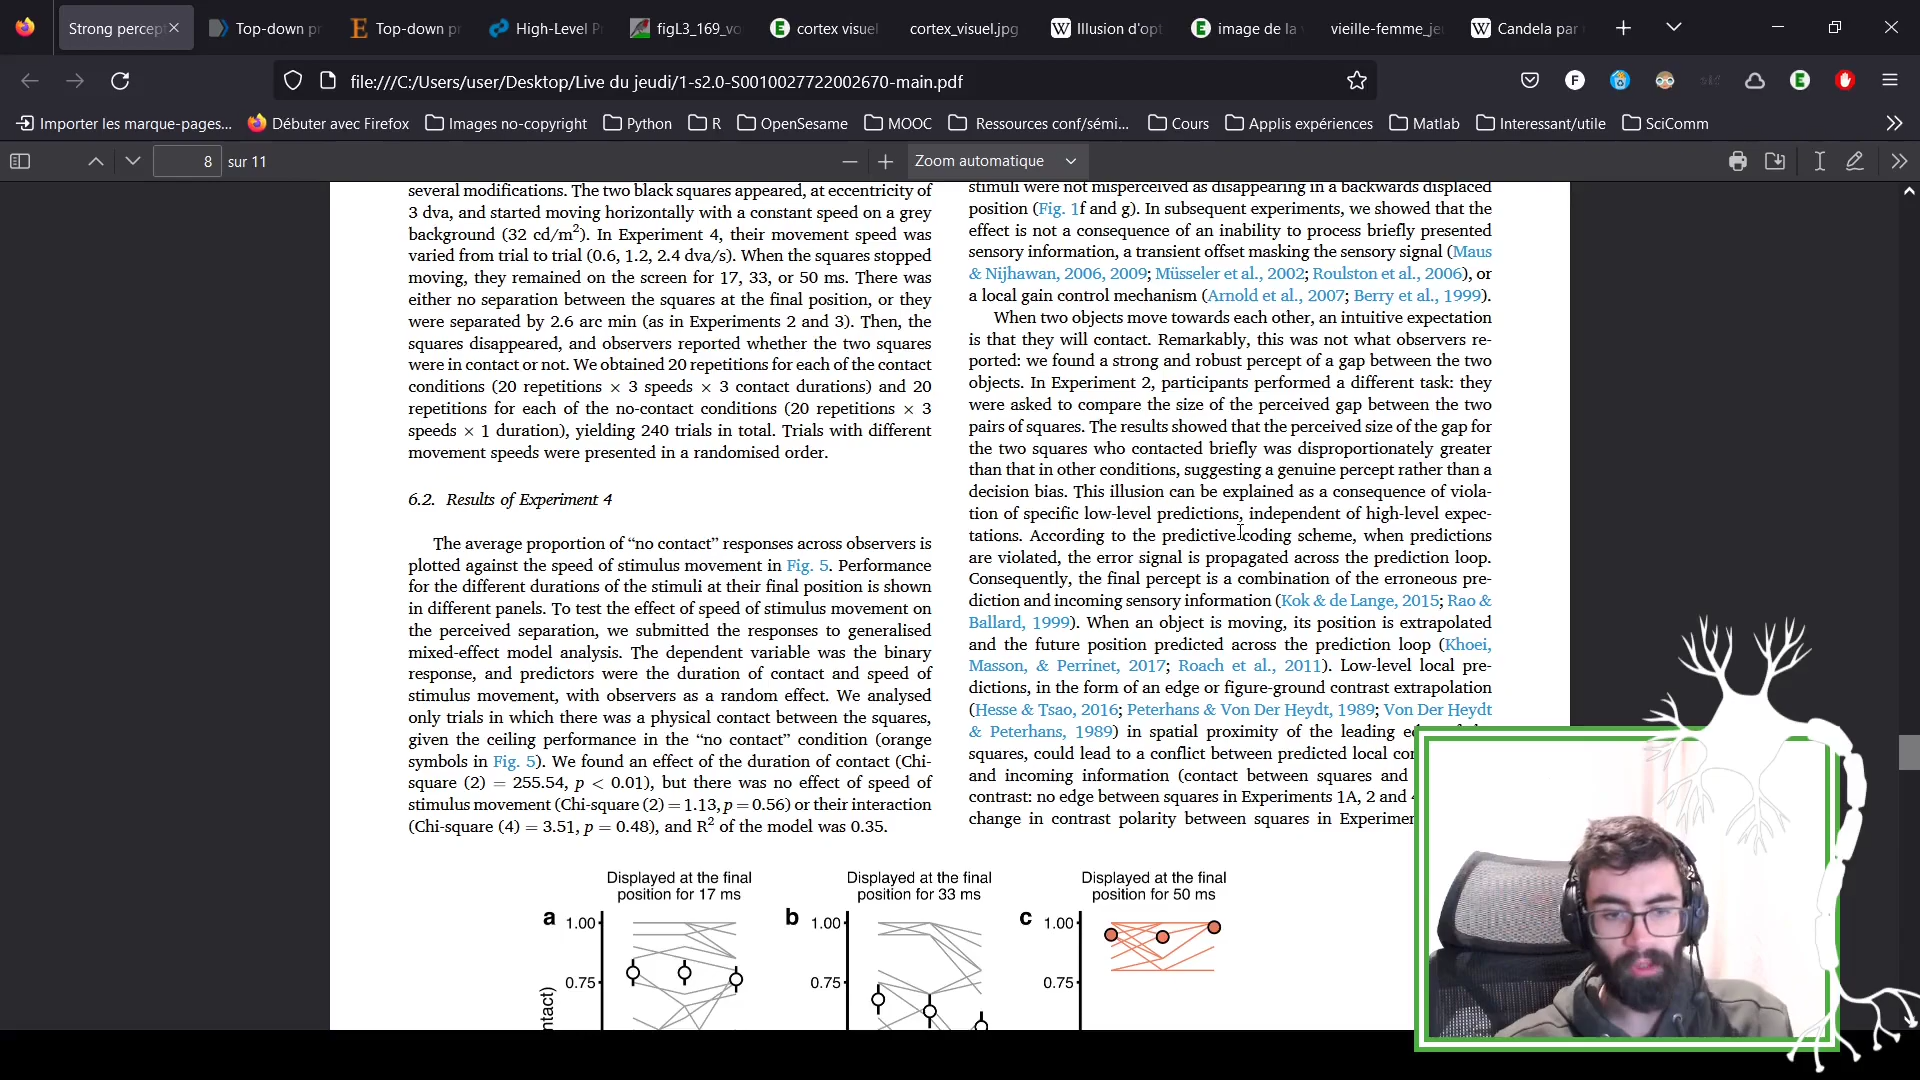 Strong percep
Top-down pr
Top-down pr
High-Level P
figL3_169_vo
cortex visuel
cortex_visuel.jpg
Illusion d'opt
image de la v
vieille-femme_je
Candela par
file:///C:/Users/user/Desktop/Live du jeudi/1-s2.0-S0010027722002670-main.pdf
Importer les marque-pages...
Débuter avec Firefox
Images no-copyright
Python
R
OpenSesame
MOOC
Ressources conf/sémi...
Cours
Applis expériences
Matlab
Interessant/utile
SciComm
8 sur 11
Zoom automatique
several modifications. The two black squares appeared, at eccentricity of
3 dva, and started moving horizontally with a constant speed on a grey
background (32 cd/m²). In Experiment 4, their movement speed was
varied from trial to trial (0.6, 1.2, 2.4 dva/s). When the squares stopped
moving, they remained on the screen for 17, 33, or 50 ms. There was
either no separation between the squares at the final position, or they
were separated by 2.6 arc min (as in Experiments 2 and 3). Then, the
squares disappeared, and observers reported whether the two squares
were in contact or not. We obtained 20 repetitions for each of the contact
conditions (20 repetitions × 3 speeds × 3 contact durations) and 20
repetitions for each of the no-contact conditions (20 repetitions × 3
speeds × 1 duration), yielding 240 trials in total. Trials with different
movement speeds were presented in a randomised order.
6.2. Results of Experiment 4
The average proportion of “no contact” responses across observers is
plotted against the speed of stimulus movement in Fig. 5. Performance
for the different durations of the stimuli at their final position is shown
in different panels. To test the effect of speed of stimulus movement on
the perceived separation, we submitted the responses to generalised
mixed-effect model analysis. The dependent variable was the binary
response, and predictors were the duration of contact and speed of
stimulus movement, with observers as a random effect. We analysed
only trials in which there was a physical contact between the squares,
given the ceiling performance in the “no contact” condition (orange
symbols in Fig. 5). We found an effect of the duration of contact (Chi-
square (2) = 255.54, p < 0.01), but there was no effect of speed of
stimulus movement (Chi-square (2) = 1.13, p = 0.56) or their interaction
(Chi-square (4) = 3.51, p = 0.48), and R² of the model was 0.35.
stimuli were not misperceived as disappearing in a backwards displaced
position (Fig. 1f and g). In subsequent experiments, we showed that the
effect is not a consequence of an inability to process briefly presented
sensory information, a transient offset masking the sensory signal (Maus
& Nijhawan, 2006, 2009; Müsseler et al., 2002; Roulston et al., 2006), or
a local gain control mechanism (Arnold et al., 2007; Berry et al., 1999).
When two objects move towards each other, an intuitive expectation
is that they will contact. Remarkably, this was not what observers re-
ported: we found a strong and robust percept of a gap between the two
objects. In Experiment 2, participants performed a different task: they
were asked to compare the size of the perceived gap between the two
pairs of squares. The results showed that the perceived size of the gap for
the two squares who contacted briefly was disproportionately greater
than that in other conditions, suggesting a genuine percept rather than a
decision bias. This illusion can be explained as a consequence of viola-
tion of specific low-level predictions, independent of high-level expec-
tations. According to the predictive coding scheme, when predictions
are violated, the error signal is propagated across the prediction loop.
Consequently, the final percept is a combination of the erroneous pre-
diction and incoming sensory information (Kok & de Lange, 2015; Rao &
Ballard, 1999). When an object is moving, its position is extrapolated
and the future position predicted across the prediction loop (Khoei,
Masson, & Perrinet, 2017; Roach et al., 2011). Low-level local pre-
dictions, in the form of an edge or figure-ground contrast extrapolation
(Hesse & Tsao, 2016; Peterhans & Von Der Heydt, 1989; Von Der Heydt
& Peterhans, 1989) in spatial proximity of the leading
squares, could lead to a conflict between predicted local
and incoming information (contact between squares and
contrast: no edge between squares in Experiments 1A, 2 and
change in contrast polarity between squares in
Displayed at the final
position for 17 ms
Displayed at the final
position for 33 ms
Displayed at the final
position for 50 ms
a 1.00
b 1.00
c 1.00
0.75
0.75
0.75
ntact)